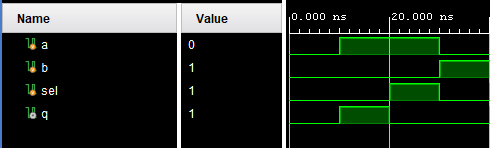 Name Value 0.000 ns 20.000 ns
a 0
b 1
sel 1
q 1